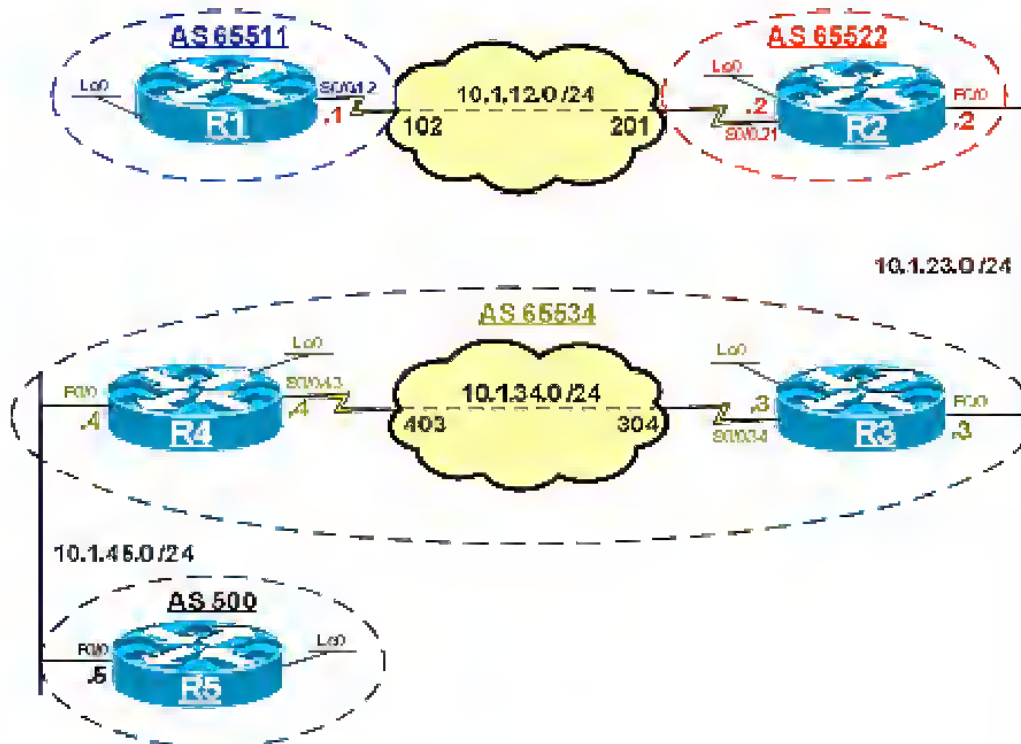 AS 65511
Lo0
S0/0.12
R1
.1
10.1.12.0 /24
102
201
AS 65522
Lo0
F0/0
.2
S0/0.21
R2
.2
10.1.23.0 /24
AS 65534
Lo0
F0/0
S0/0.43
.4
.4
R4
10.1.34.0 /24
403
304
Lo0
F0/0
.3
S0/0.34
R3
.3
10.1.45.0 /24
AS 500
F0/0
Lo0
.5
R5